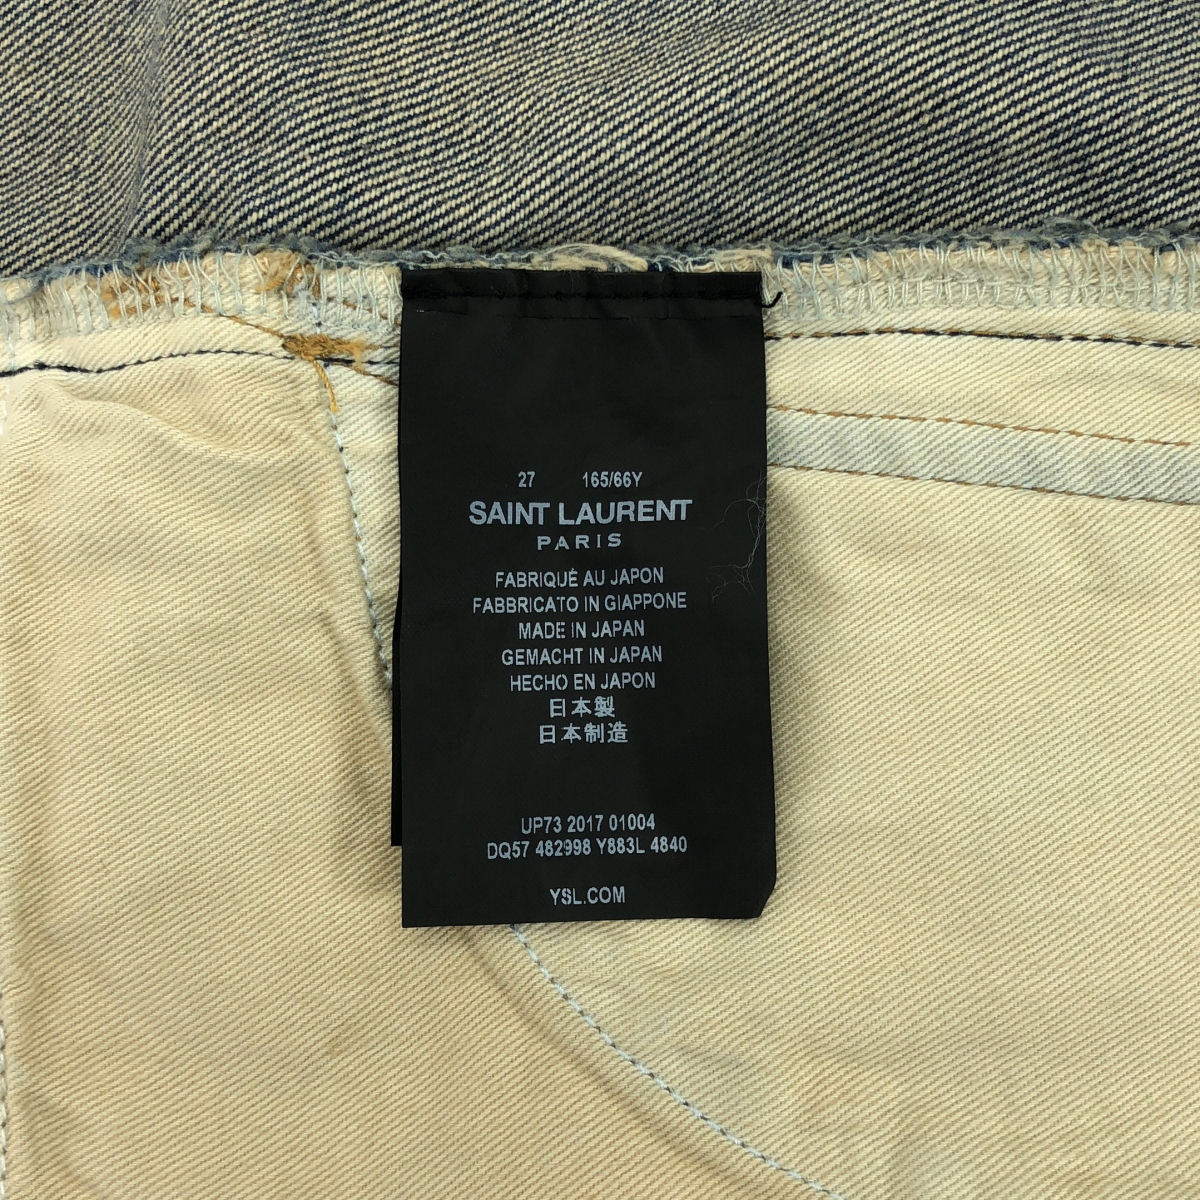 27 165/66Y
SAINT LAURENT
PARIS
FABRIQUÉ AU JAPON
FABBRICATO IN GIAPPONE
MADE IN JAPAN
GEMACHT IN JAPAN
HECHO EN JAPON
日本製
日本制造
UP73 2017 01004
DQ57 482998 Y883L 4840
YSL.COM